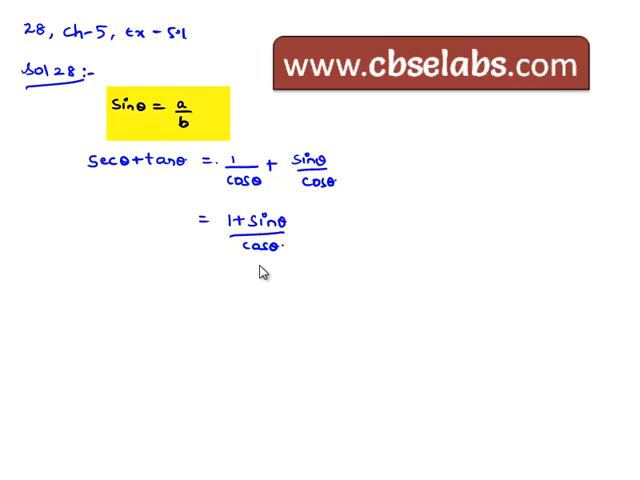 28, ch-5, Ex-5.1
www.cbselabs.com
Sol 28:-
sinθ = a/b
secθ+tanθ = 1/cosθ + sinθ/cosθ
= 1+sinθ/cosθ